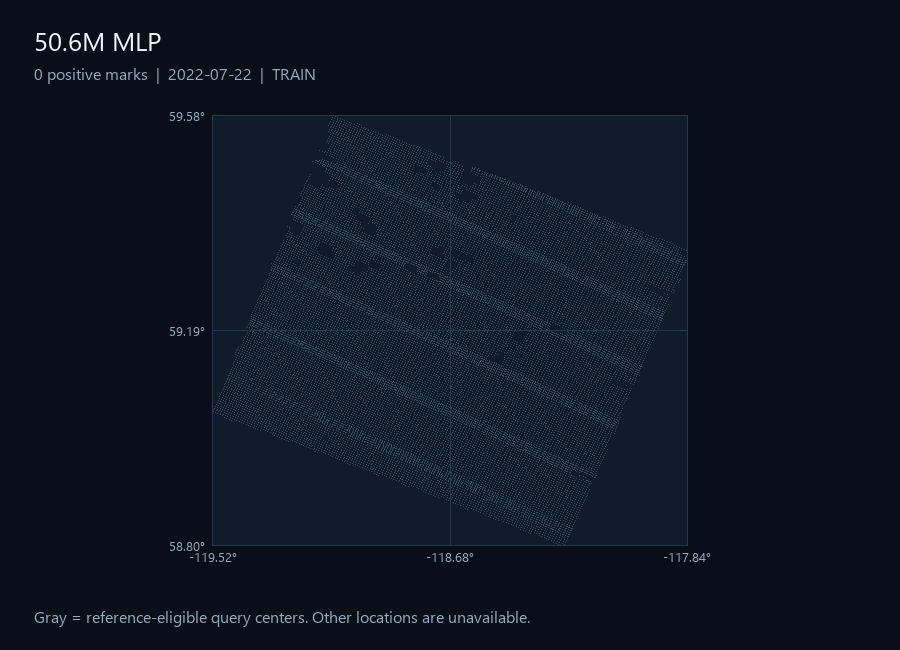 50.6M MLP
0 positive marks | 2022-07-22 | TRAIN
59.58°
59.19°
58.80°
-119.52° -118.68° -117.84°
Gray = reference-eligible query centers. Other locations are unavailable.